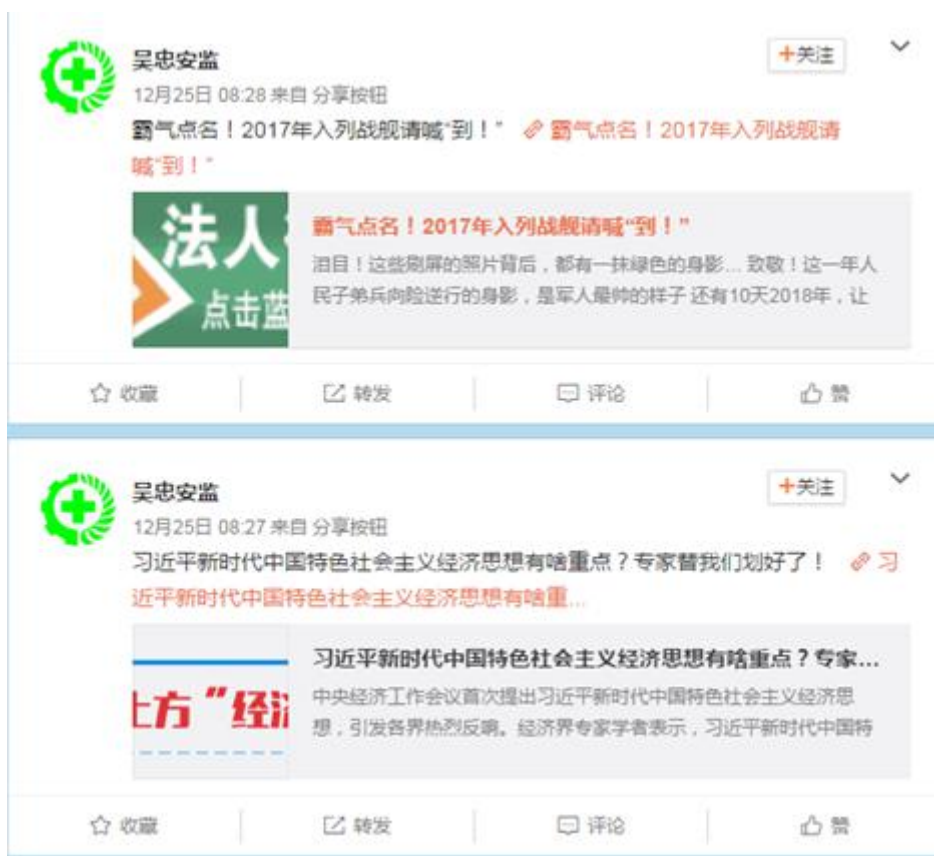 吴忠安监
+关注
12月25日 08:28 来自 分享按钮
霸气点名！2017年入列战舰请喊“到！” 霸气点名！2017年入列战舰请
喊“到！”
法人
点击蓝
霸气点名！2017年入列战舰请喊“到！”
泪目！这些刷屏的照片背后，都有一抹绿色的身影... 致敬！这一年人
民子弟兵向险逆行的身影，是军人最帅的样子 还有10天2018年，让
收藏 转发 评论 赞
吴忠安监
+关注
12月25日 08:27 来自 分享按钮
习近平新时代中国特色社会主义经济思想有啥重点？专家替我们划好了！ 习
近平新时代中国特色社会主义经济思想有啥重...
上方“经济
习近平新时代中国特色社会主义经济思想有啥重点？专家...
中央经济工作会议首次提出习近平新时代中国特色社会主义经济思
想，引发各界热烈反响。经济界专家学者表示，习近平新时代中国特
收藏 转发 评论 赞